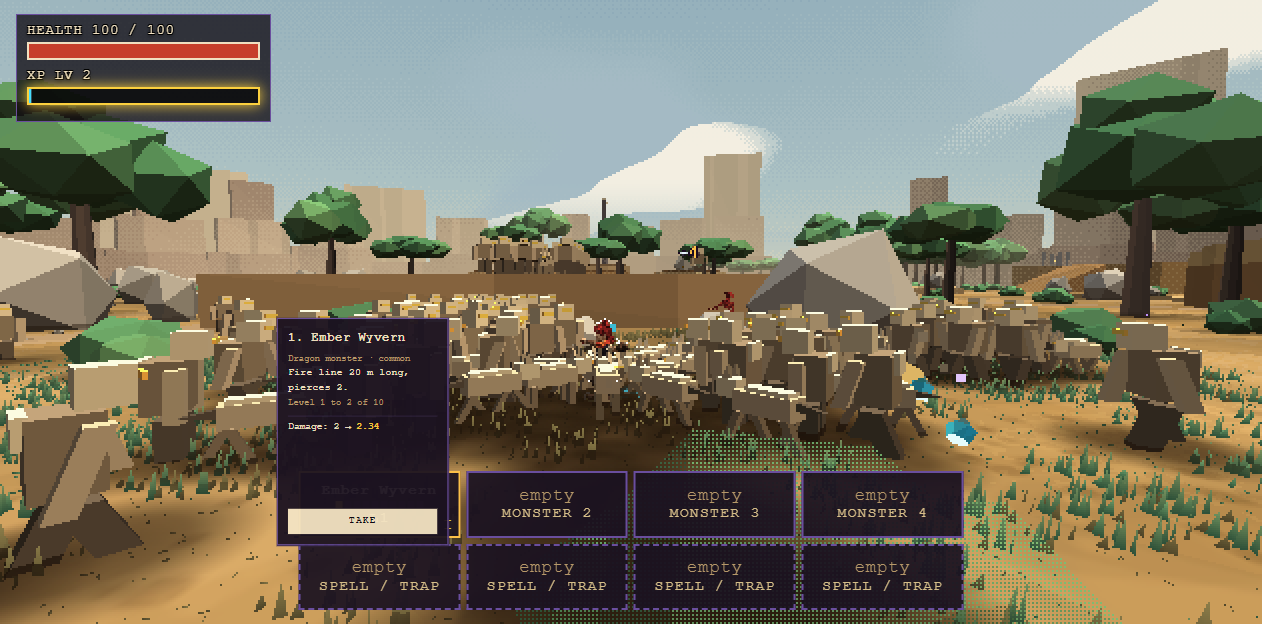 HEALTH 100 / 100
XP LV 2
1. Ember Wyvern
Dragon monster · common
Fire line 20 m long,
pierces 2.
Level 1 to 2 of 10
Damage: 2 → 2.34
Ember Wyvern
TAKE
empty
MONSTER 2
empty
MONSTER 3
empty
MONSTER 4
empty
SPELL / TRAP
empty
SPELL / TRAP
empty
SPELL / TRAP
empty
SPELL / TRAP